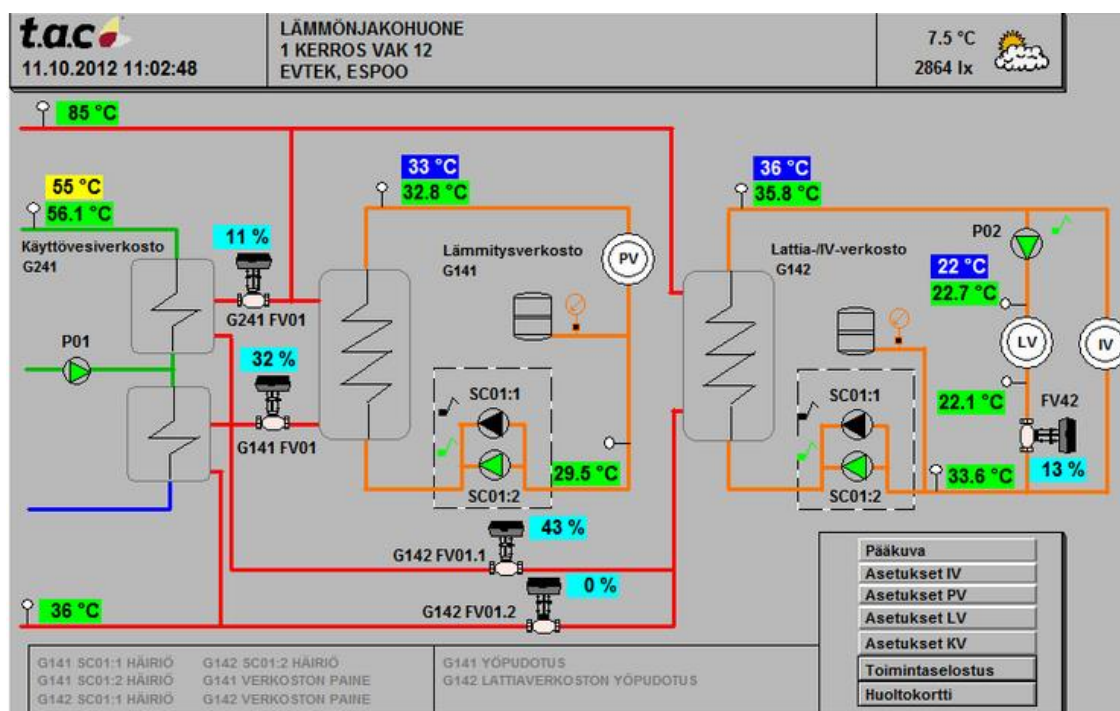 t.a.c
11.10.2012 11:02:48
LÄMMÖNJAKOHUONE
1 KERROS VAK 12
EVTEK, ESPOO
7.5 °C
2864 lx
85 °C
55 °C
56.1 °C
Käyttövesiverkosto
G241
11 %
G241 FV01
P01
32 %
G141 FV01
33 °C
32.8 °C
Lämmitysverkosto
G141
PV
SC01:1
SC01:2
29.5 °C
36 °C
35.8 °C
Lattia-/IV-verkosto
G142
P02
22 °C
22.7 °C
LV
IV
22.1 °C
FV42
13 %
SC01:1
SC01:2
33.6 °C
43 %
G142 FV01.1
0 %
G142 FV01.2
36 °C
Pääkuva
Asetukset IV
Asetukset PV
Asetukset LV
Asetukset KV
Toimintaselostus
Huoltokortti
G141 SC01:1 HÄIRIÖ G142 SC01:2 HÄIRIÖ
G141 SC01:2 HÄIRIÖ G141 VERKOSTON PAINE
G142 SC01:1 HÄIRIÖ G142 VERKOSTON PAINE
G141 YÖPUDOTUS
G142 LATTIAVERKOSTON YÖPUDOTUS